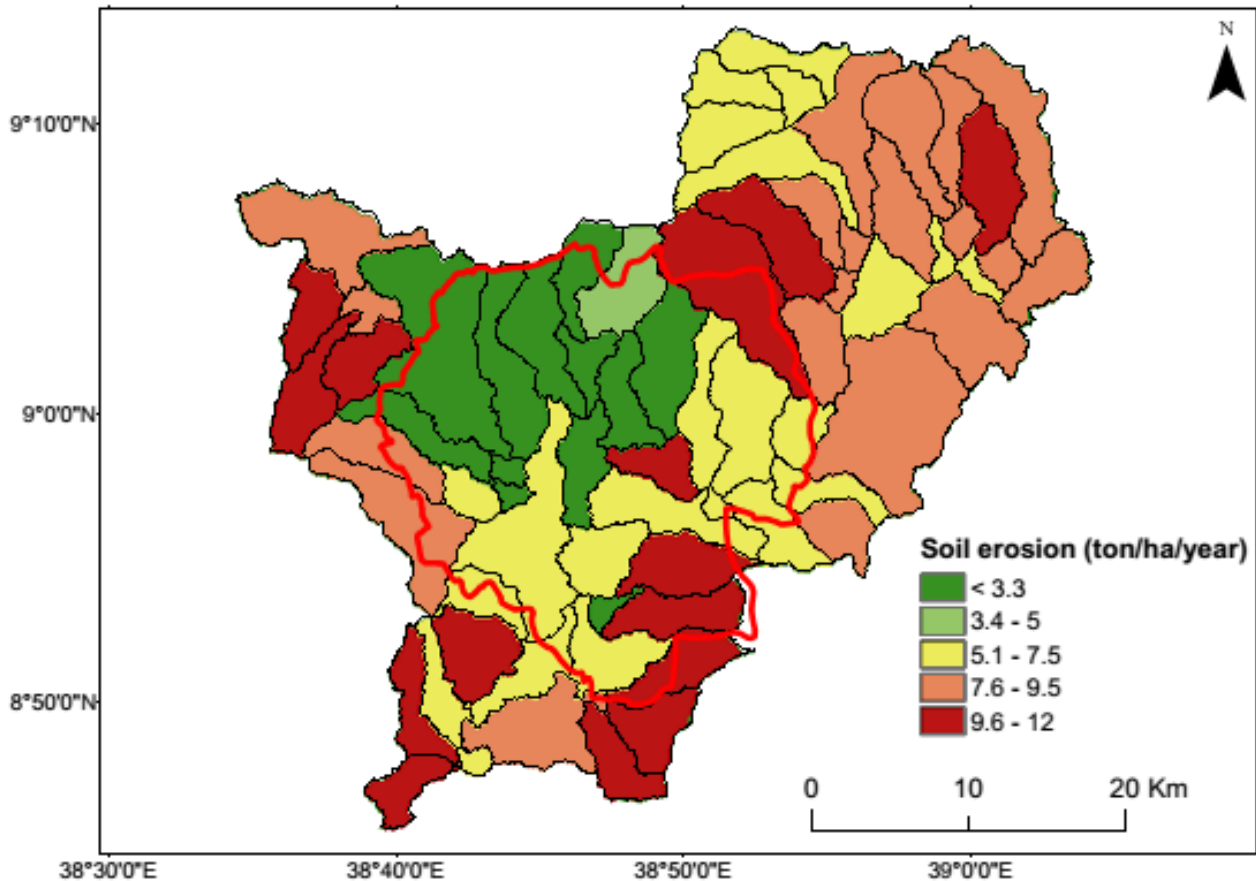 N
9°10'0"N
9°0'0"N
8°50'0"N
Soil erosion (ton/ha/year)
< 3.3
3.4 - 5
5.1 - 7.5
7.6 - 9.5
9.6 - 12
0 10 20 Km
38°30'0"E 38°40'0"E 38°50'0"E 39°0'0"E